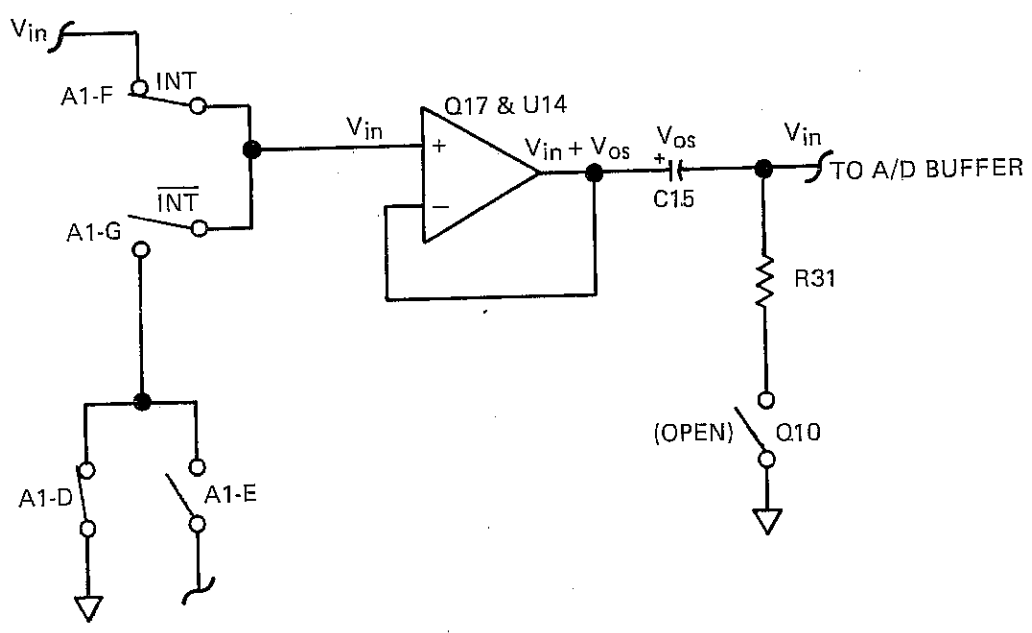 Vin
INT
A1-F
Q17 & U14
Vin
+
Vin + Vos
Vos
+
Vin
TO A/D BUFFER
C15
−
INT
A1-G
R31
(OPEN)
Q10
A1-D
A1-E